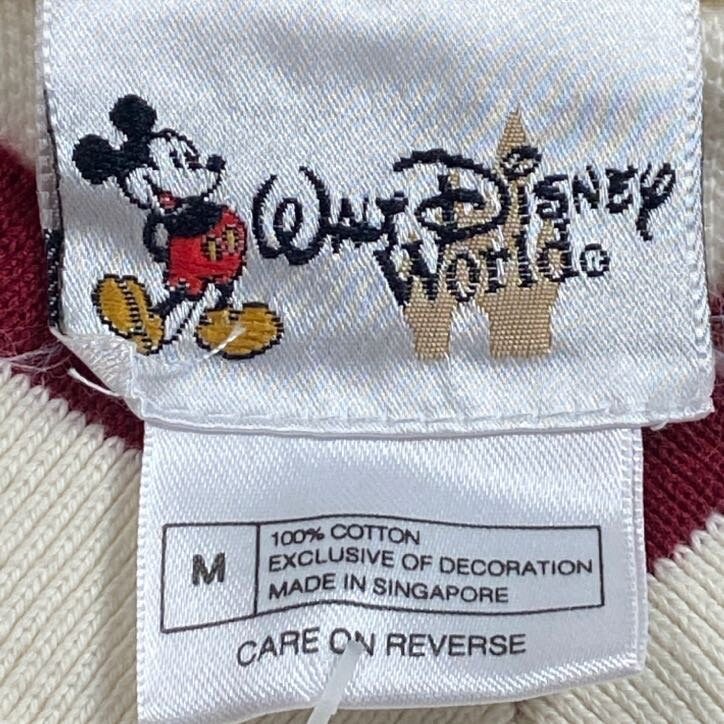 Walt Disney
World®
M
100% COTTON
EXCLUSIVE OF DECORATION
MADE IN SINGAPORE
CARE ON REVERSE